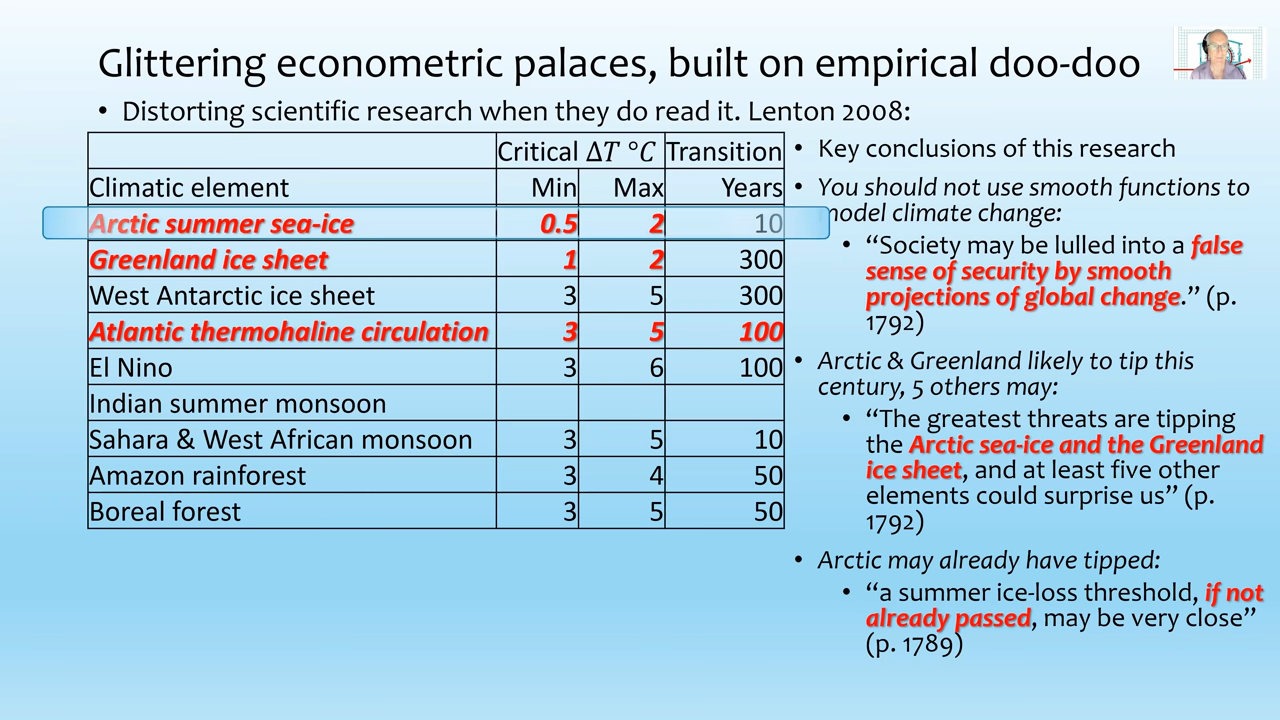 Glittering econometric palaces, built on empirical doo-doo
• Distorting scientific research when they do read it. Lenton 2008:
Critical Δ𝑇 °𝐶 Transition
Climatic element Min Max Years
Arctic summer sea-ice 0.5 2 10
Greenland ice sheet 1 2 300
West Antarctic ice sheet 3 5 300
Atlantic thermohaline circulation 3 5 100
El Nino 3 6 100
Indian summer monsoon
Sahara & West African monsoon 3 5 10
Amazon rainforest 3 4 50
Boreal forest 3 5 50
• Key conclusions of this research
• You should not use smooth functions to
model climate change:
• “Society may be lulled into a false
sense of security by smooth
projections of global change.” (p.
1792)
• Arctic & Greenland likely to tip this
century, 5 others may:
• “The greatest threats are tipping
the Arctic sea-ice and the Greenland
ice sheet, and at least five other
elements could surprise us” (p.
1792)
• Arctic may already have tipped:
• “a summer ice-loss threshold, if not
already passed, may be very close”
(p. 1789)